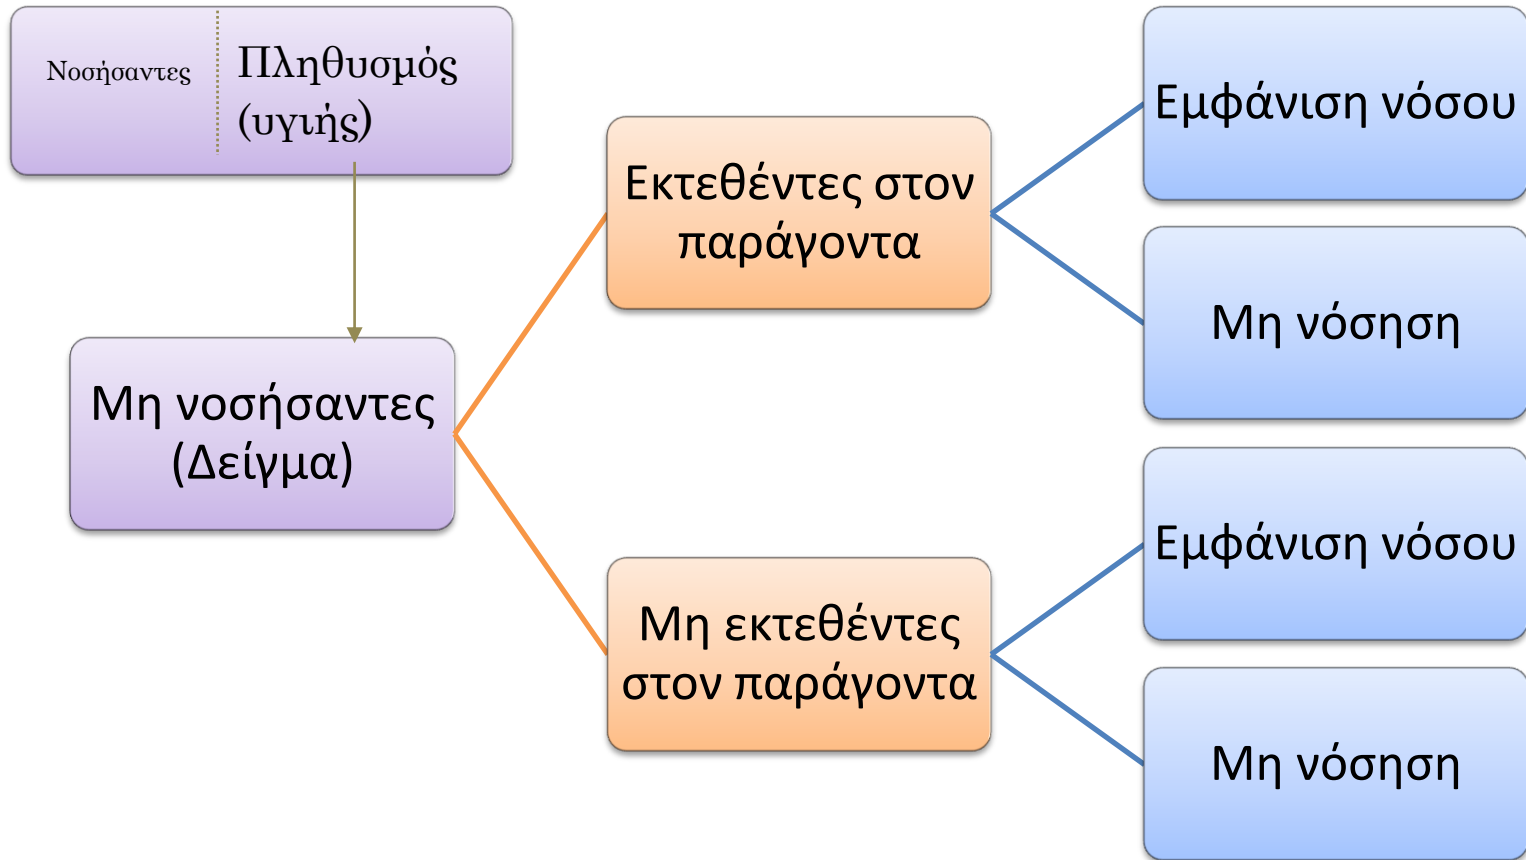 Νοσήσαντες
Πληθυσμός
(υγιής)
Μη νοσήσαντες
(Δείγμα)
Εκτεθέντες στον
παράγοντα
Μη εκτεθέντες
στον παράγοντα
Εμφάνιση νόσου
Μη νόσηση
Εμφάνιση νόσου
Μη νόσηση